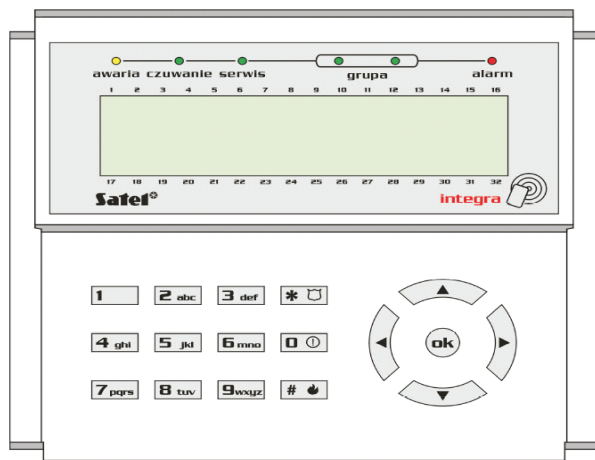 awaria czuwanie serwis grupa alarm
1 2 3 4 5 6 7 8 9 10 11 12 13 14 15 16
17 18 19 20 21 22 23 24 25 26 27 28 29 30 31 32
Satel integra
1 2 abc 3 def *
4 ghi 5 jkl 6 mno 0 ok
7 pqrs 8 tuv 9 wxyz #